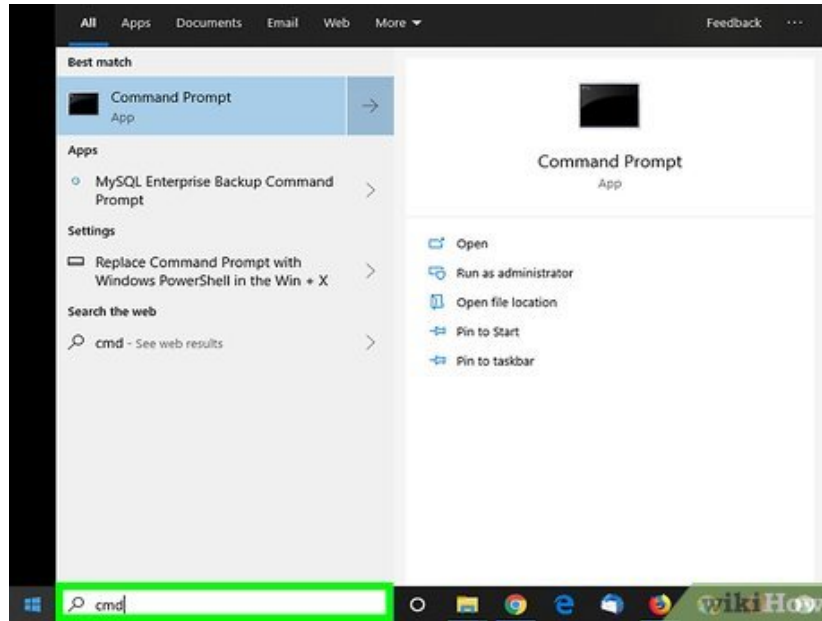 All Apps Documents Email Web More Feedback ...
Best match
Command Prompt
App
Apps
MySQL Enterprise Backup Command
Prompt
Settings
Replace Command Prompt with
Windows PowerShell in the Win + X
Search the web
cmd - See web results
Command Prompt
App
Open
Run as administrator
Open file location
Pin to Start
Pin to taskbar
cmd
wikiHow